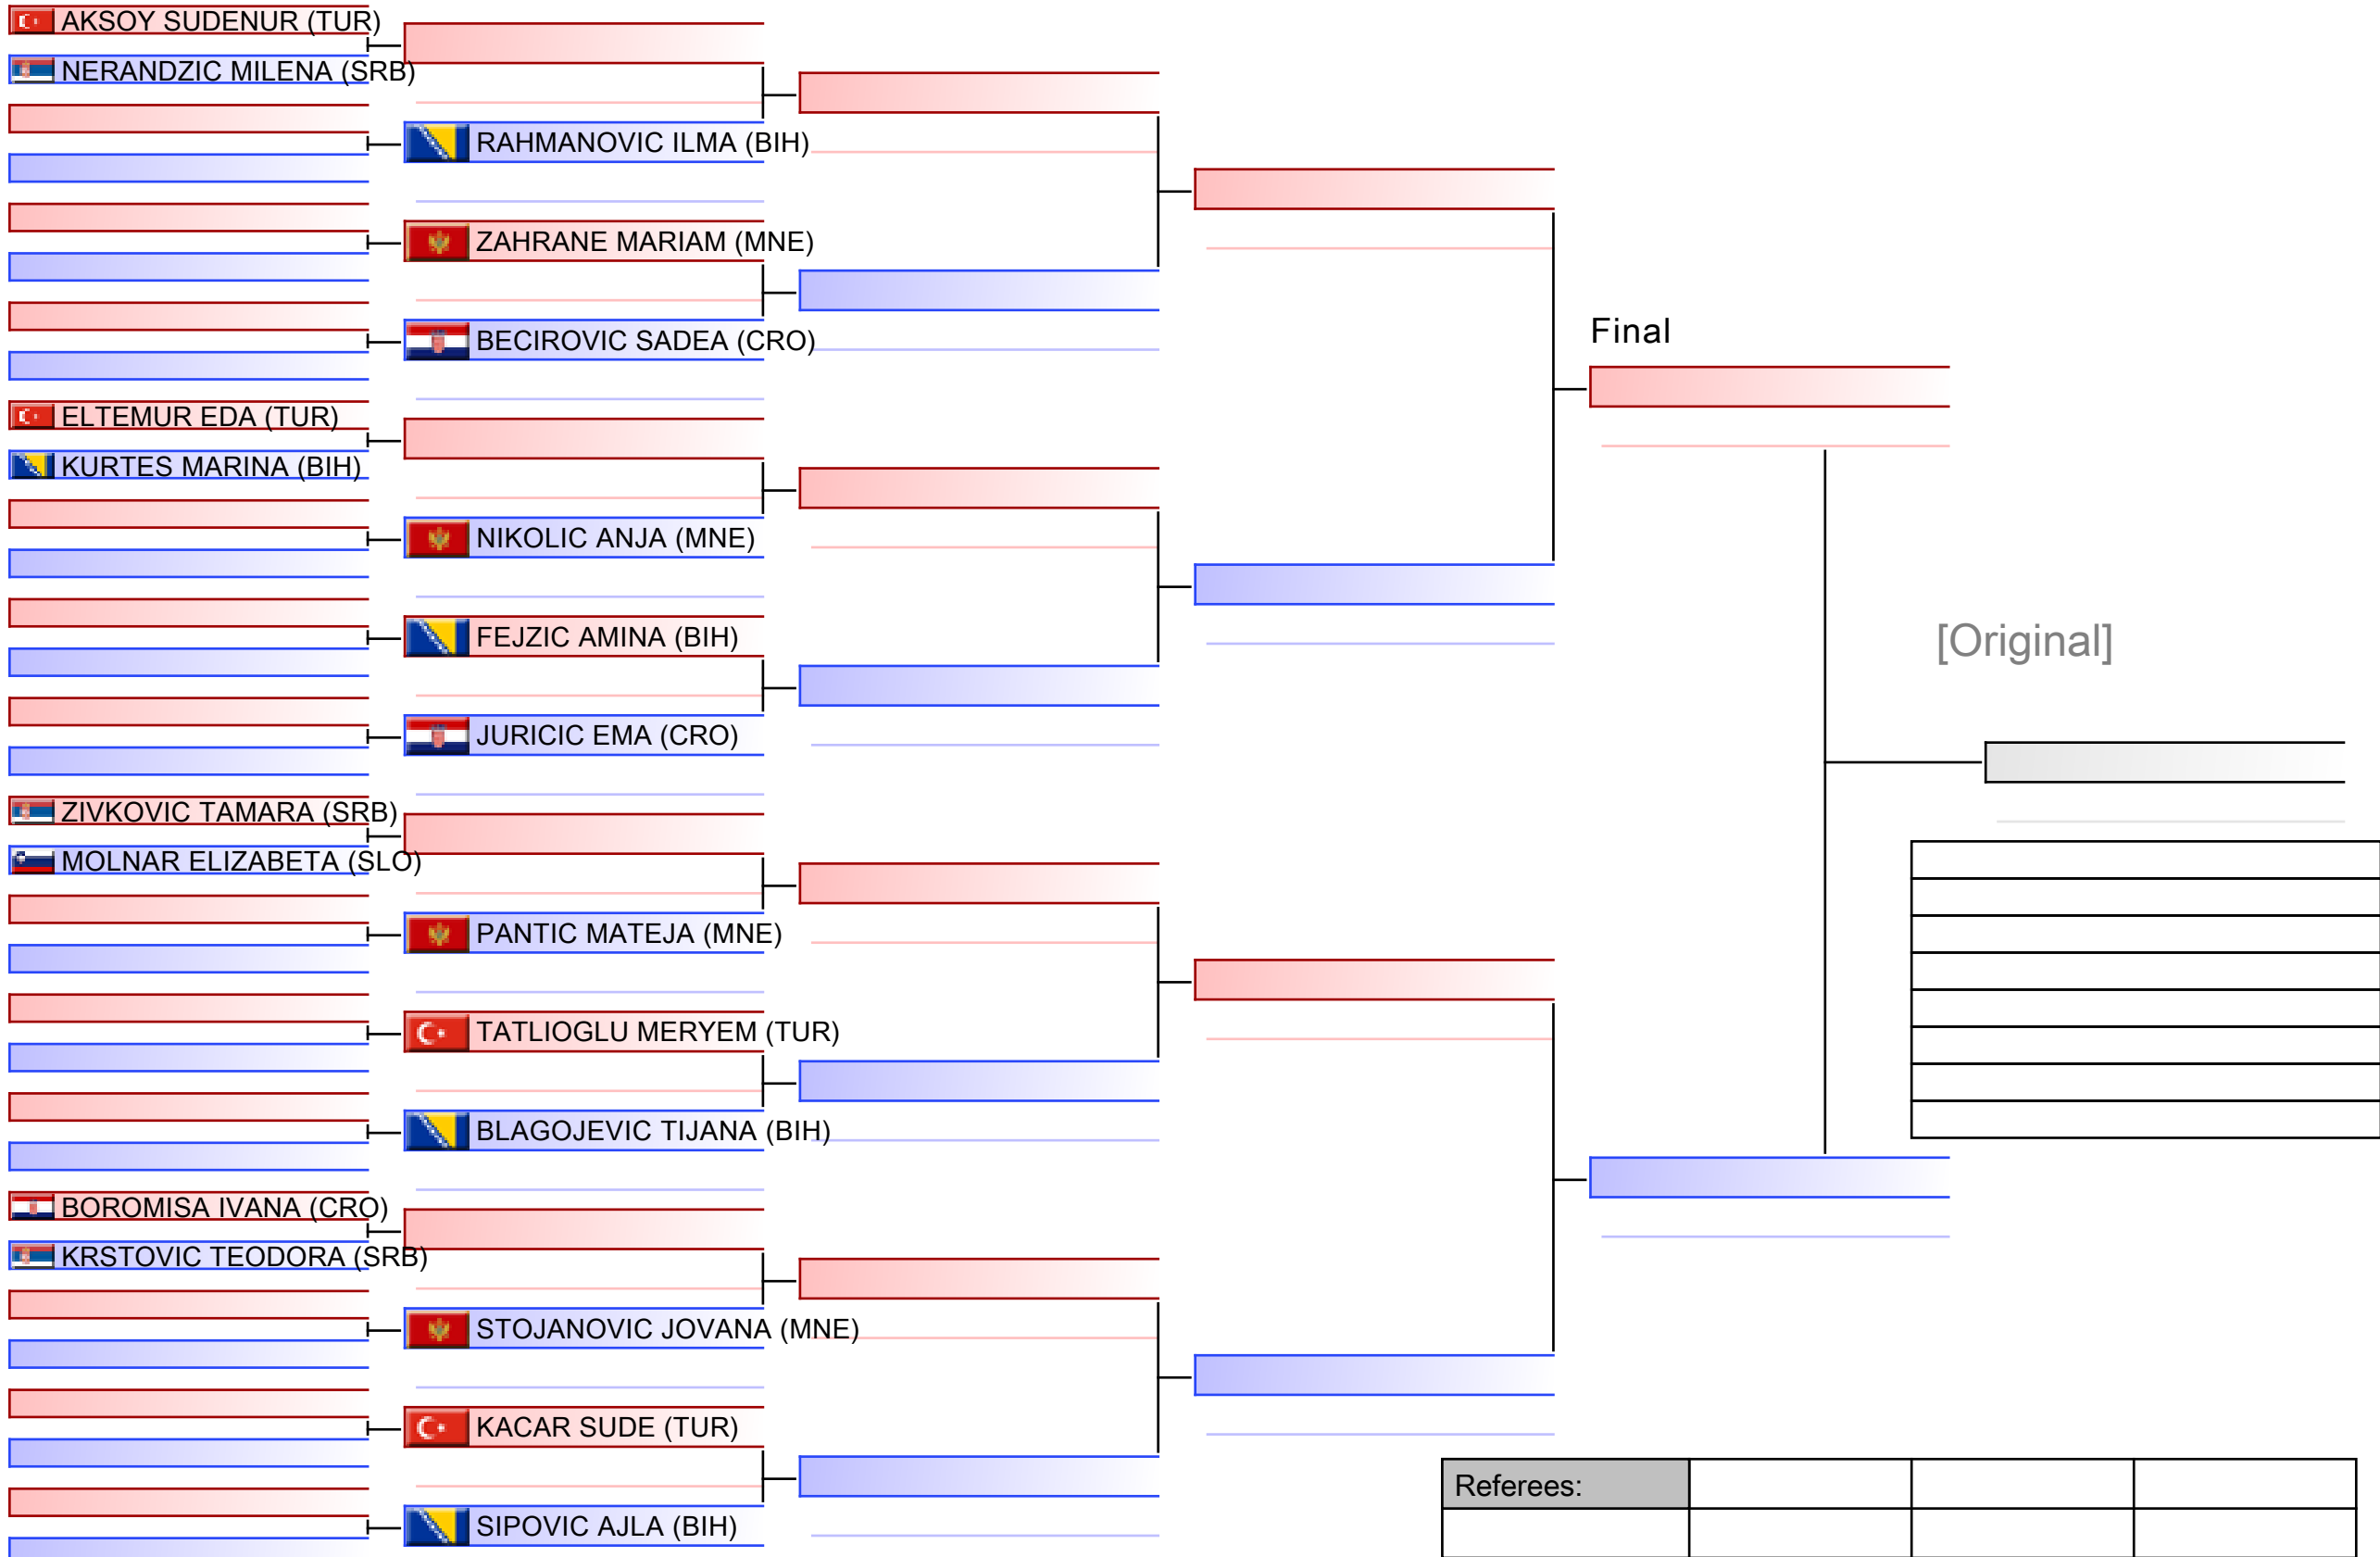 AKSOY SUDENUR (TUR)
NERANDZIC MILENA (SRB)
RAHMANOVIC ILMA (BIH)
ZAHRANE MARIAM (MNE)
BECIROVIC SADEA (CRO)
Final
ELTEMUR EDA (TUR)
KURTES MARINA (BIH)
NIKOLIC ANJA (MNE)
FEJZIC AMINA (BIH)
[Original]
JURICIC EMA (CRO)
ZIVKOVIC TAMARA (SRB)
MOLNAR ELIZABETA (SLO)
PANTIC MATEJA (MNE)
TATLIOGLU MERYEM (TUR)
BLAGOJEVIC TIJANA (BIH)
BOROMISA IVANA (CRO)
KRSTOVIC TEODORA (SRB)
STOJANOVIC JOVANA (MNE)
KACAR SUDE (TUR)
Referees:
SIPOVIC AJLA (BIH)